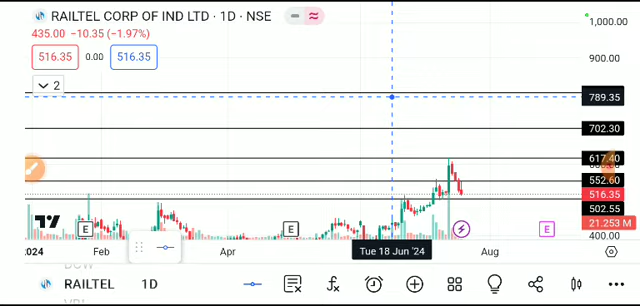 RAILTEL CORP OF IND LTD · 1D · NSE
435.00 −10.35 (−1.97%)
516.35 0.00 516.35
2
1,000.00
900.00
789.35
702.30
617.40
552.60
516.35
502.55
21.253 M
400.00
E E E
2024 Feb Apr Tue 18 Jun '24 Aug
RAILTEL 1D